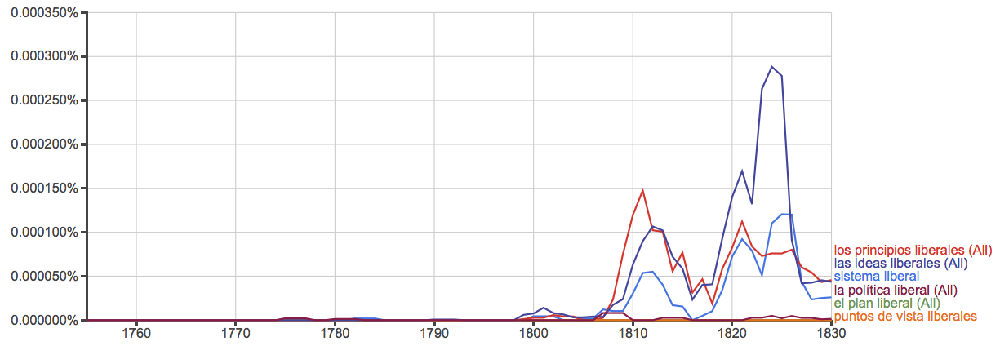 0.000350%
0.000300%
0.000250%
0.000200%
0.000150%
0.000100%
0.000050%
0.00000%
1760 1770 1780 1790 1800 1810 1820 1830
los principios liberales (All)
las ideas liberales (All)
sistema liberal
la política liberal (All)
el plan liberal (All)
puntos de vista liberales